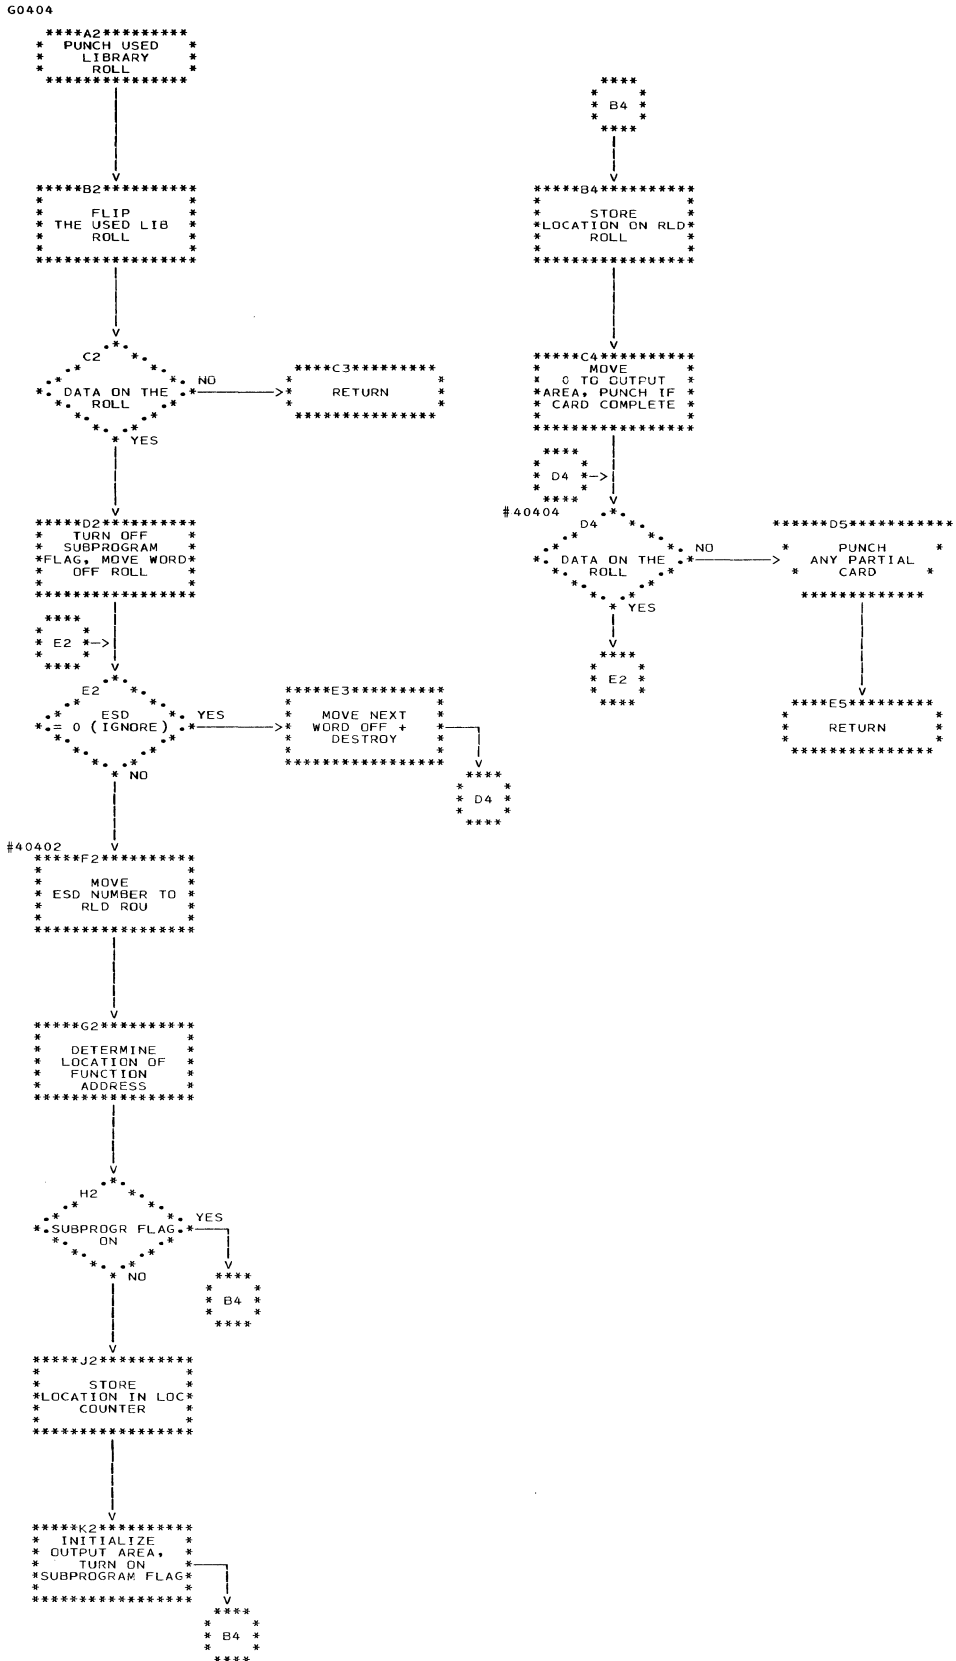 G0404
A2
PUNCH USED
LIBRARY
ROLL
B2
FLIP
THE USED LIB
ROLL
C2
DATA ON THE
ROLL
NO
YES
C3
RETURN
D2
TURN OFF
SUBPROGRAM
FLAG, MOVE WORD
OFF ROLL
E2
E2
ESD
= 0 (IGNORE)
YES
NO
E3
MOVE NEXT
WORD OFF +
DESTROY
D4
#40402
F2
MOVE
ESD NUMBER TO
RLD ROU
G2
DETERMINE
LOCATION OF
FUNCTION
ADDRESS
H2
SUBPROGR FLAG
ON
YES
NO
B4
J2
STORE
LOCATION IN LOC
COUNTER
K2
INITIALIZE
OUTPUT AREA,
TURN ON
SUBPROGRAM FLAG
B4
B4
B4
STORE
LOCATION ON RLD
ROLL
C4
MOVE
0 TO OUTPUT
AREA, PUNCH IF
CARD COMPLETE
D4
#40404
D4
DATA ON THE
ROLL
NO
YES
E2
D5
PUNCH
ANY PARTIAL
CARD
E5
RETURN